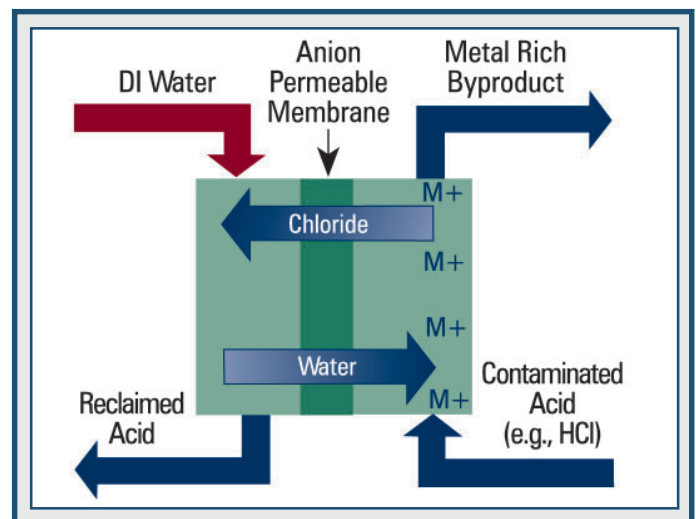 DI Water
Anion
Permeable
Membrane
Metal Rich
Byproduct
M+
Chloride
M+
M+
Water
M+
Reclaimed
Acid
Contaminated
Acid
(e.g., HCl)